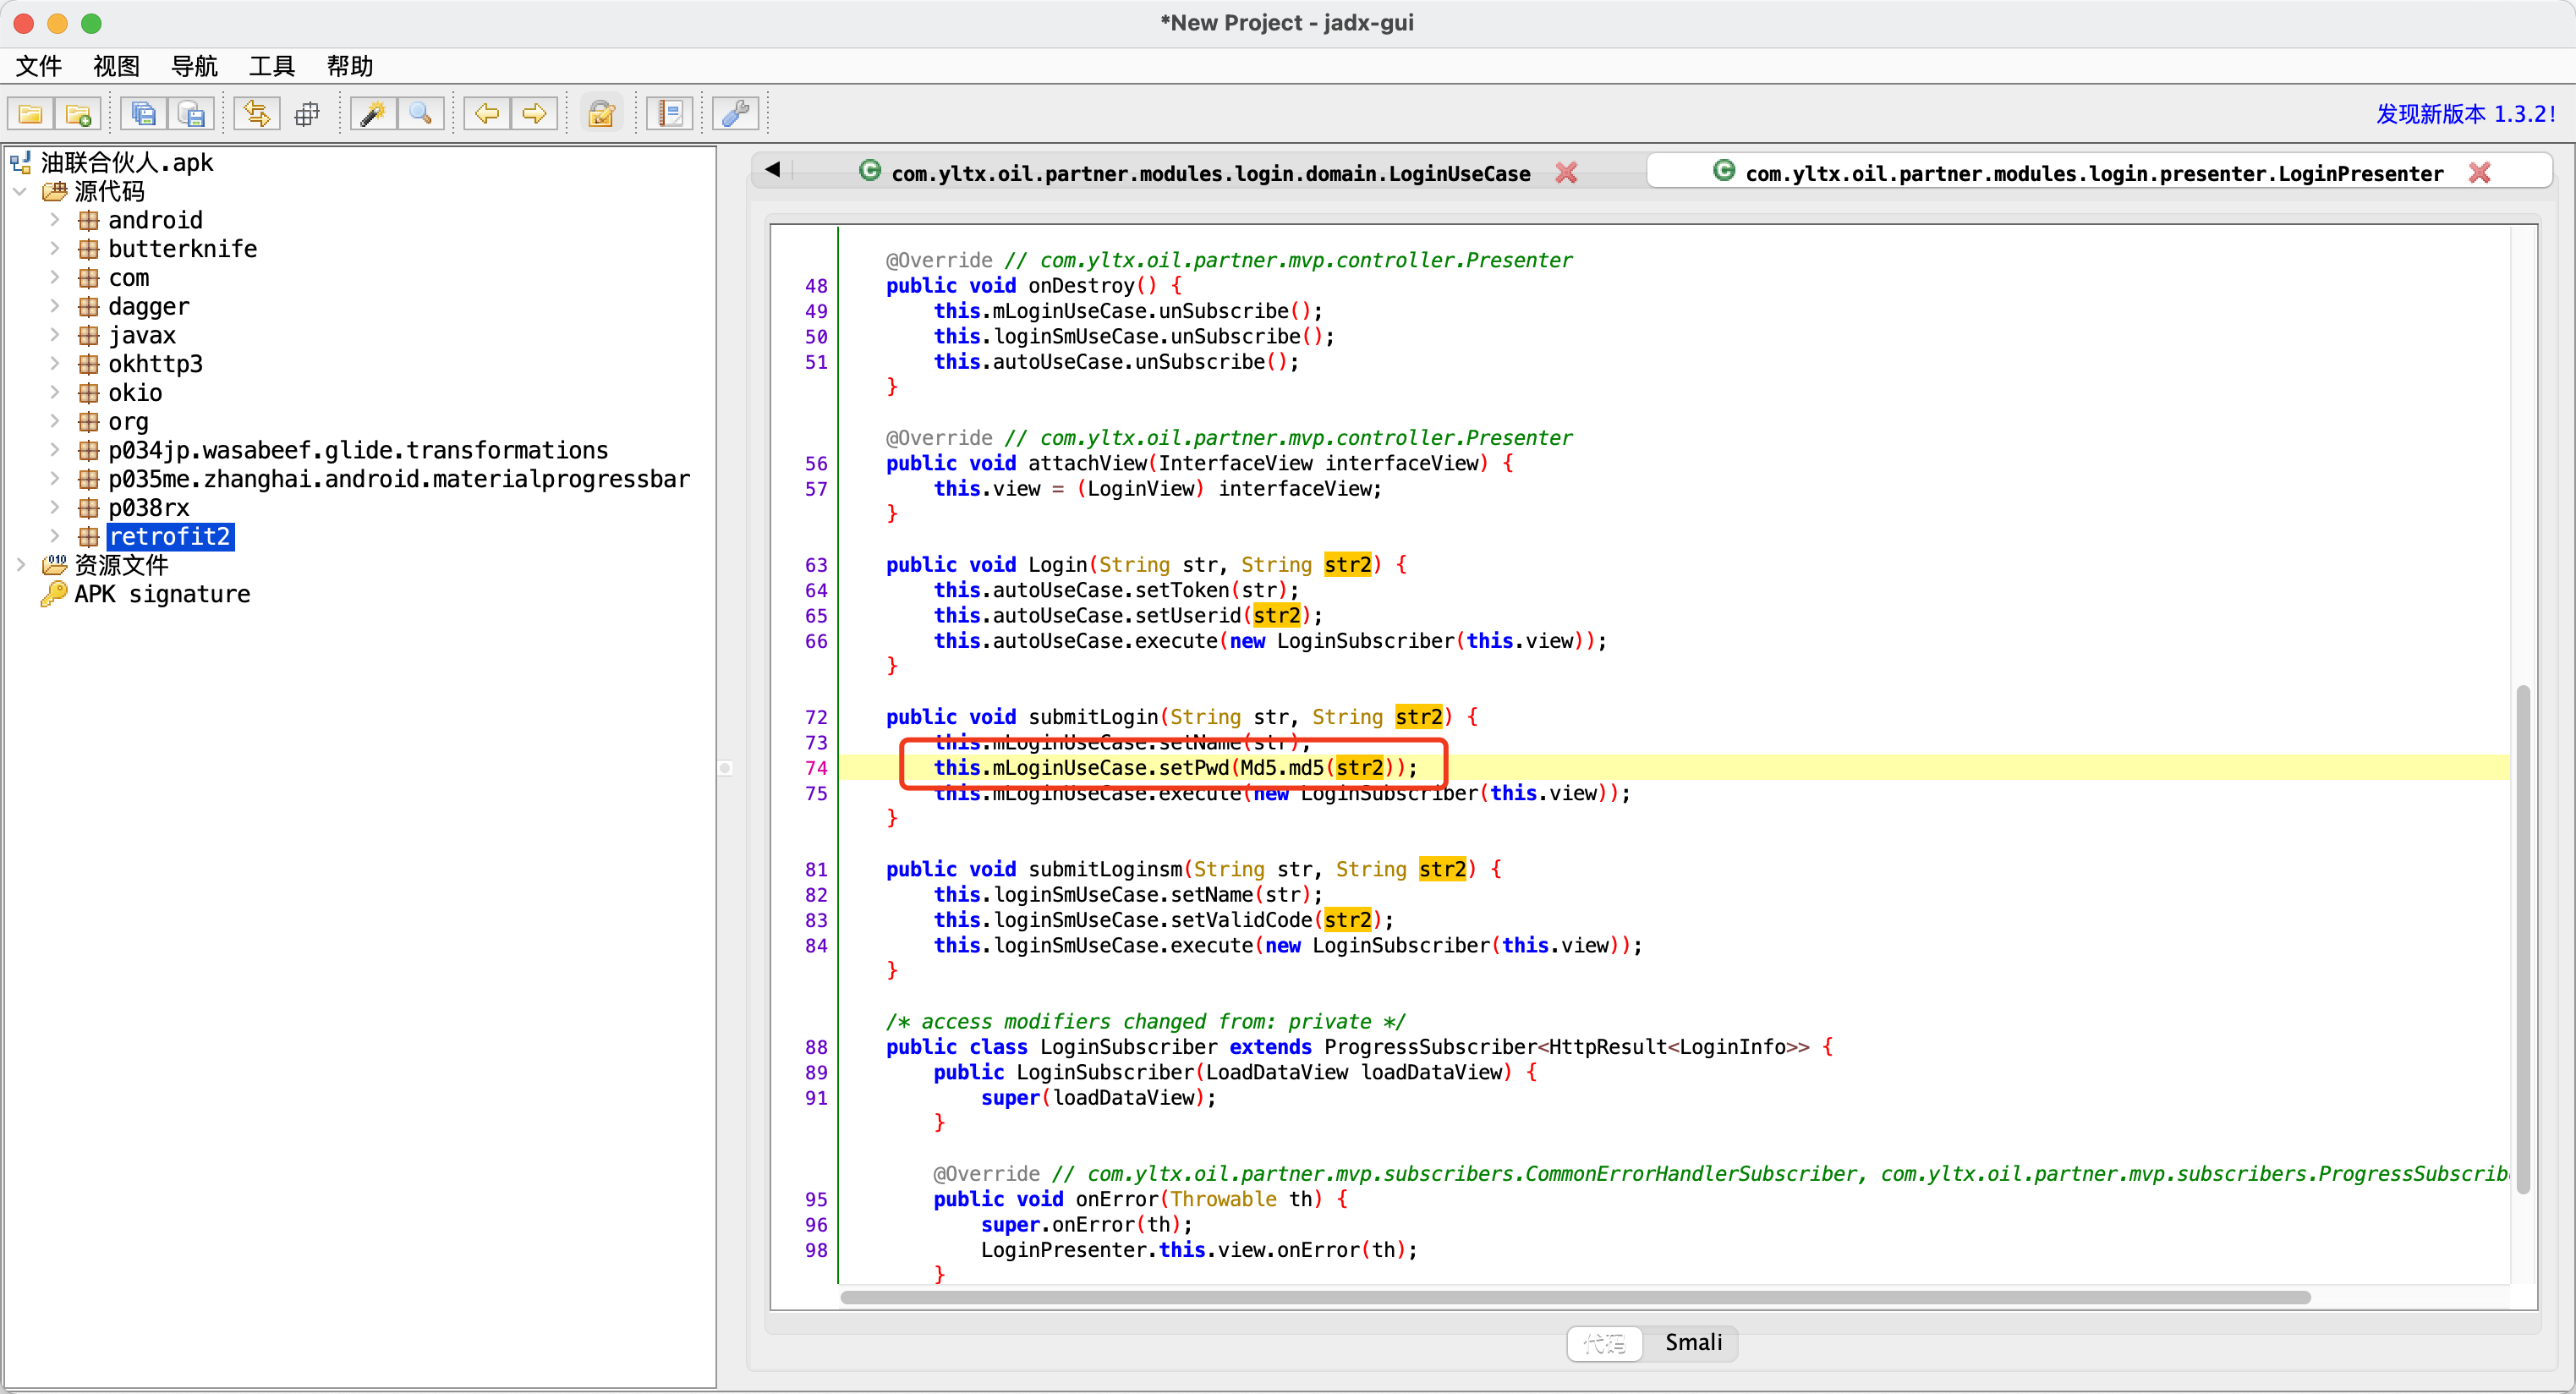 *New Project - jadx-gui
文件 视图 导航 工具 帮助
发现新版本 1.3.2!
油联合伙人.apk
源代码
android
butterknife
com
dagger
javax
okhttp3
okio
org
p034jp.wasabeef.glide.transformations
p035me.zhanghai.android.materialprogressbar
p038rx
retrofit2
资源文件
APK signature
com.yltx.oil.partner.modules.login.domain.LoginUseCase
com.yltx.oil.partner.modules.login.presenter.LoginPresenter
@Override // com.yltx.oil.partner.mvp.controller.Presenter
48 public void onDestroy() {
49 this.mLoginUseCase.unSubscribe();
50 this.loginSmUseCase.unSubscribe();
51 this.autoUseCase.unSubscribe();
}
@Override // com.yltx.oil.partner.mvp.controller.Presenter
56 public void attachView(InterfaceView interfaceView) {
57 this.view = (LoginView) interfaceView;
}
63 public void Login(String str, String str2) {
64 this.autoUseCase.setToken(str);
65 this.autoUseCase.setUserid(str2);
66 this.autoUseCase.execute(new LoginSubscriber(this.view));
}
72 public void submitLogin(String str, String str2) {
73 this.mLoginUseCase.setName(str);
74 this.mLoginUseCase.setPwd(Md5.md5(str2));
75 this.mLoginUseCase.execute(new LoginSubscriber(this.view));
}
81 public void submitLoginsm(String str, String str2) {
82 this.loginSmUseCase.setName(str);
83 this.loginSmUseCase.setValidCode(str2);
84 this.loginSmUseCase.execute(new LoginSubscriber(this.view));
}
/* access modifiers changed from: private */
88 public class LoginSubscriber extends ProgressSubscriber<HttpResult<LoginInfo>> {
89 public LoginSubscriber(LoadDataView loadDataView) {
91 super(loadDataView);
}
@Override // com.yltx.oil.partner.mvp.subscribers.CommonErrorHandlerSubscriber, com.yltx.oil.partner.mvp.subscribers.ProgressSubscrib
95 public void onError(Throwable th) {
96 super.onError(th);
98 LoginPresenter.this.view.onError(th);
}
代码 Smali